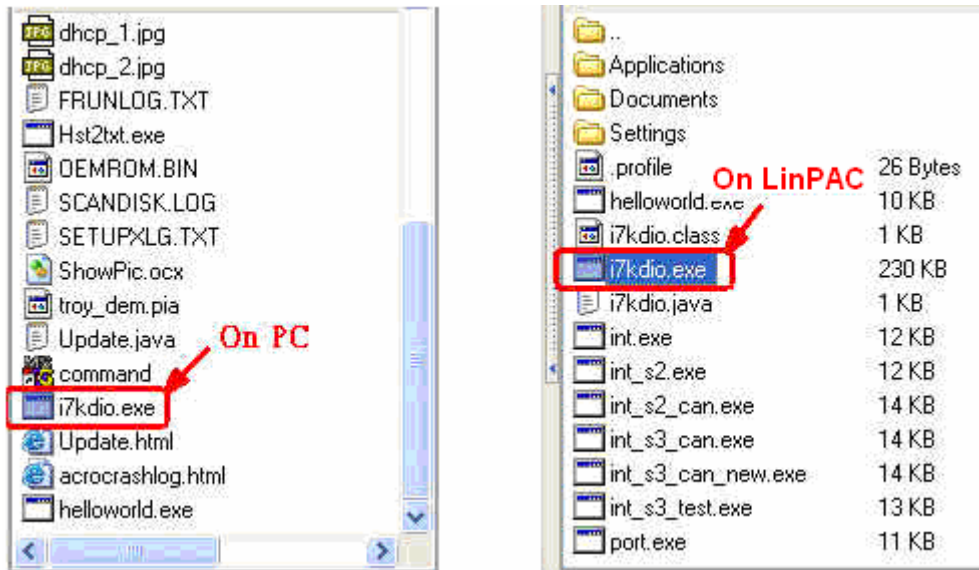 dhcp_1.jpg
dhcp_2.jpg
FRUNLOG.TXT
Hst2txt.exe
OEMROM.BIN
SCANDISK.LOG
SETUPXLG.TXT
ShowPic.ocx
troy_dem.pia
Update.java
On PC
command
i7kdio.exe
Update.html
acrocrashlog.html
helloworld.exe
..
Applications
Documents
Settings
.profile 26 Bytes
On LinPAC
helloworld.exe 10 KB
i7kdio.class 1 KB
i7kdio.exe 230 KB
i7kdio.java 1 KB
int.exe 12 KB
int_s2.exe 12 KB
int_s2_can.exe 14 KB
int_s3_can.exe 14 KB
int_s3_can_new.exe 14 KB
int_s3_test.exe 13 KB
port.exe 11 KB